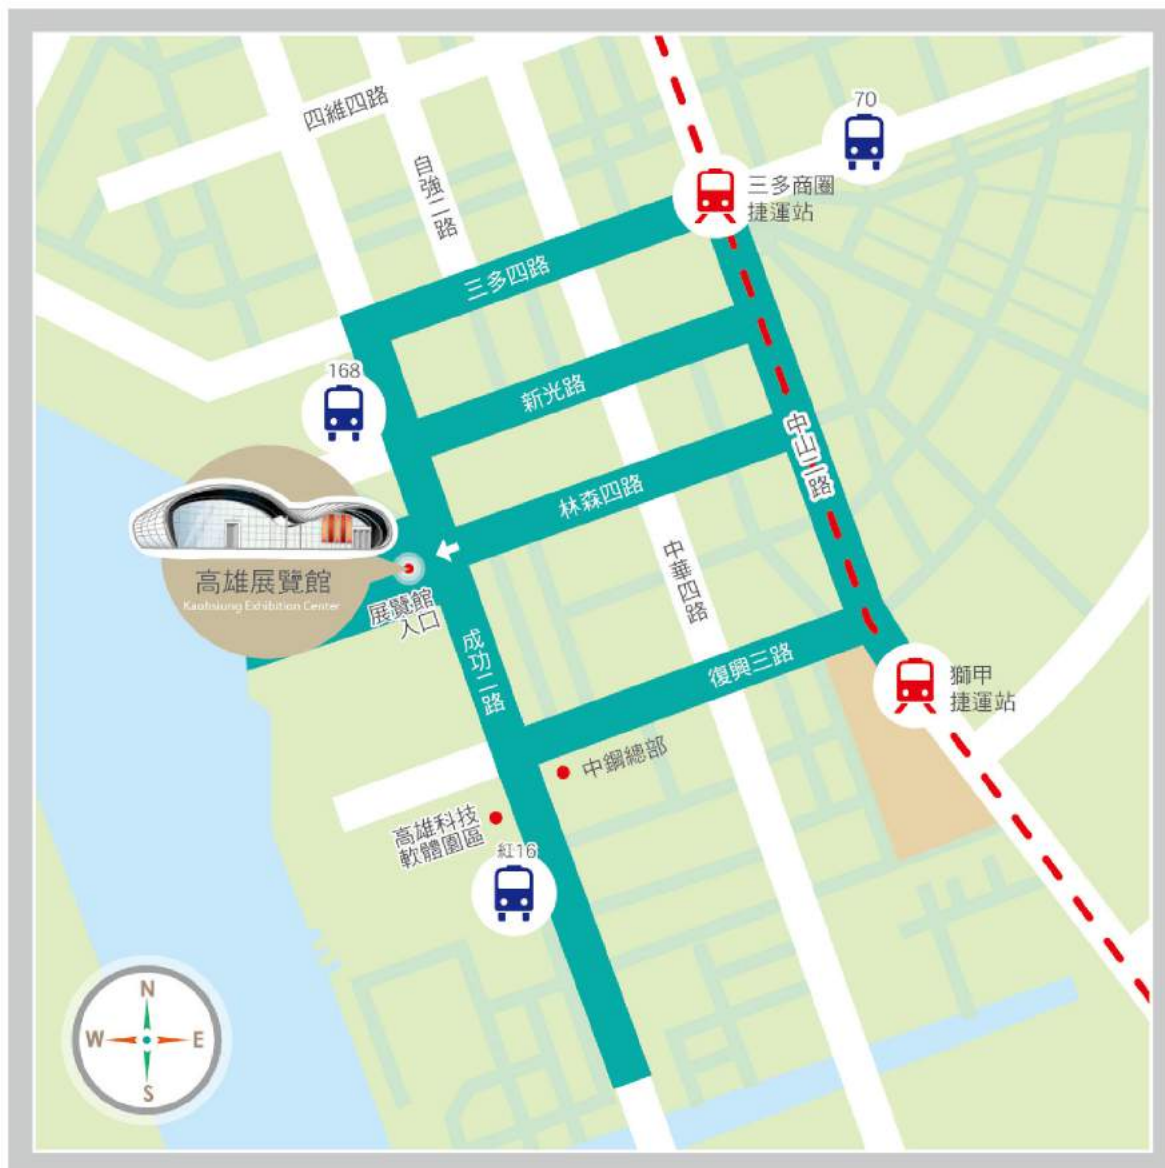 70
四維四路
自強二路
三多商圈
捷運站
三多四路
168
新光路
中山二路
林森四路
高雄展覽館
Kaohsiung Exhibition Center
展覽館
入口
中華四路
成功二路
復興三路
獅甲
捷運站
中鋼總部
高雄科技
軟體園區
紅16
N
W
E
S